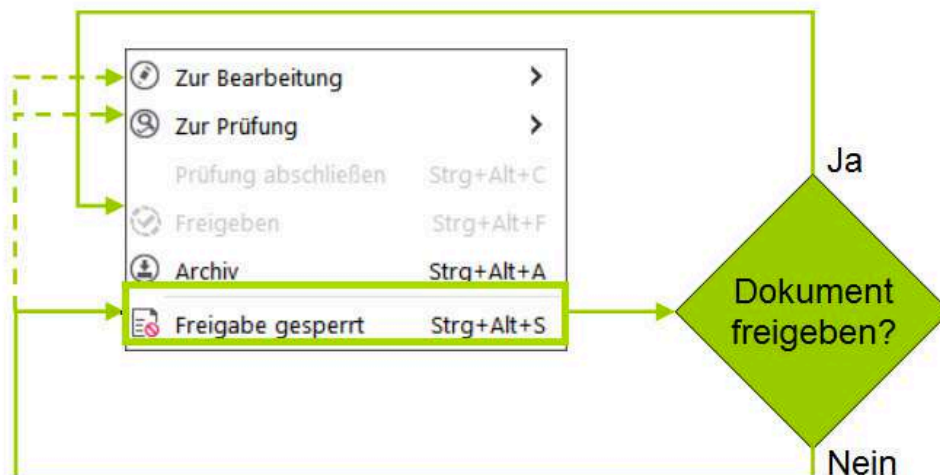 Zur Bearbeitung
Zur Prüfung
Prüfung abschließen Strg+Alt+C
Freigeben Strg+Alt+F
Archiv Strg+Alt+A
Freigabe gesperrt Strg+Alt+S
Ja
Dokument
freigeben?
Nein